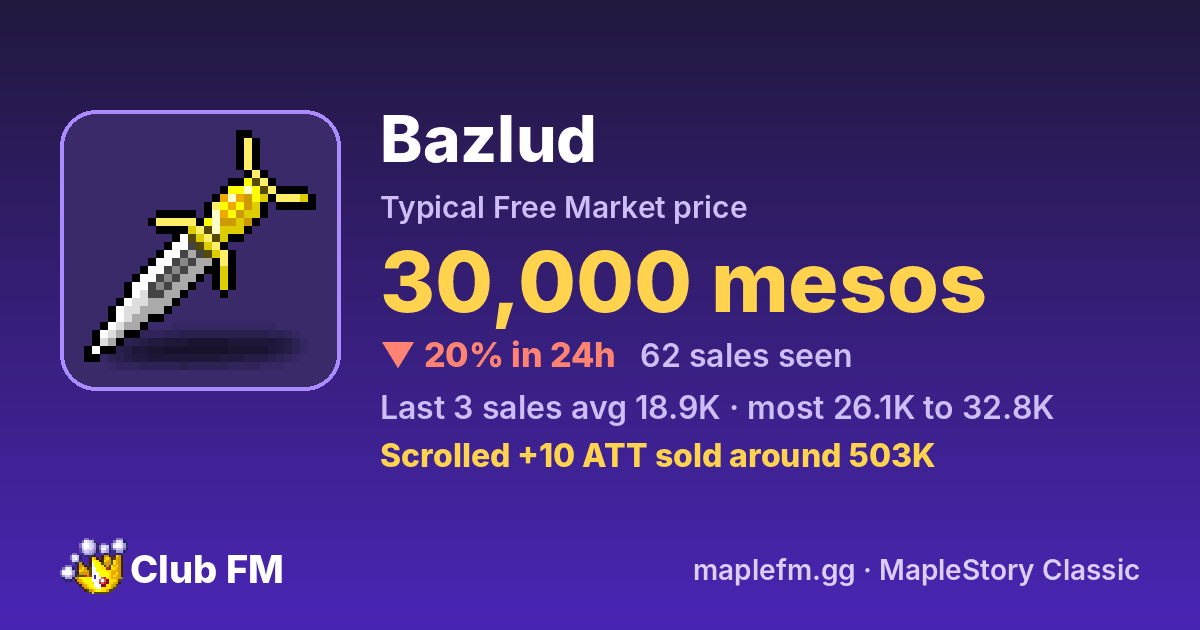 Bazlud
Typical Free Market price
30,000 mesos
▼ 20% in 24h 62 sales seen
Last 3 sales avg 18.9K · most 26.1K to 32.8K
Scrolled +10 ATT sold around 503K
Club FM
maplefm.gg · MapleStory Classic